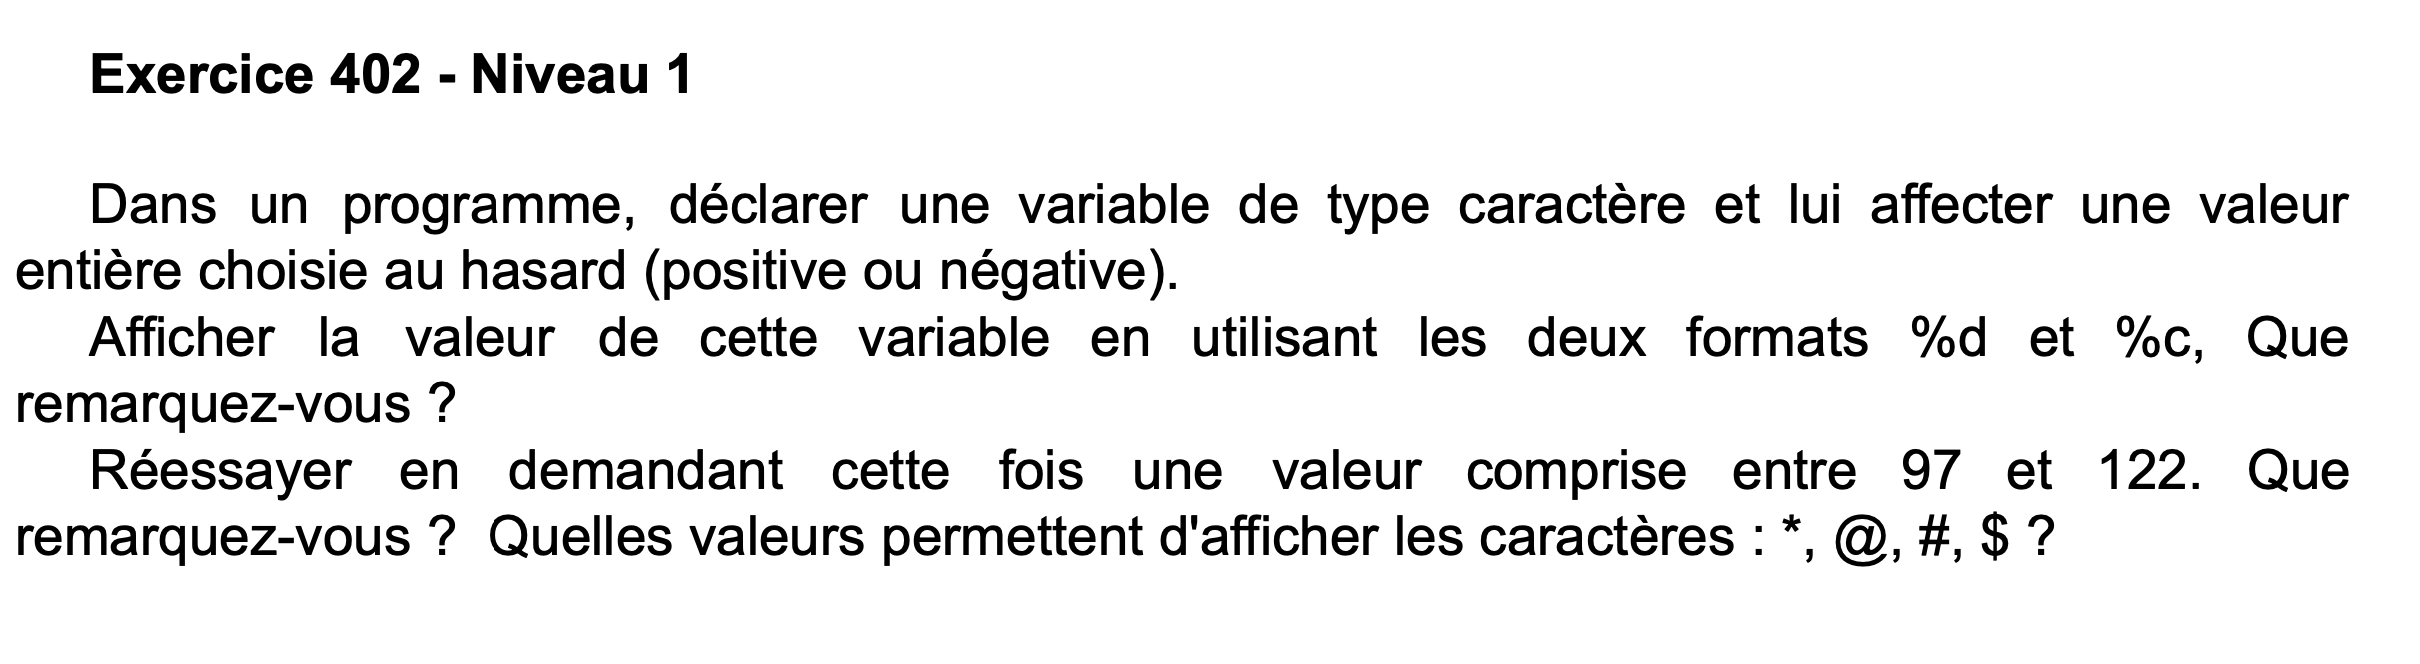 Exercice 402 - Niveau 1
Dans un programme, déclarer une variable de type caractère et lui affecter une valeur
entière choisie au hasard (positive ou négative).
Afficher la valeur de cette variable en utilisant les deux formats %d et %c, Que
remarquez-vous ?
Réessayer en demandant cette fois une valeur comprise entre 97 et 122. Que
remarquez-vous ? Quelles valeurs permettent d'afficher les caractères : *, @, #, $ ?